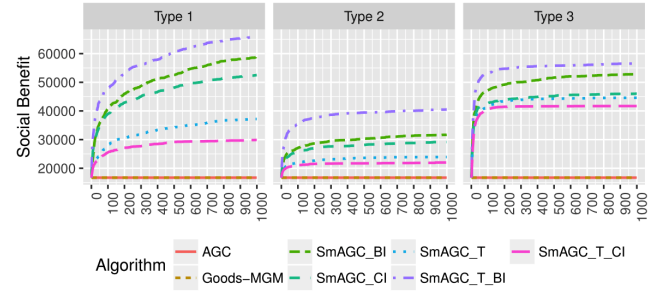 Type 1 Type 2 Type 3
60000
50000
40000
30000
20000
Social Benefit
0 100 200 300 400 500 600 700 800 900 1000 0 100 200 300 400 500 600 700 800 900 1000 0 100 200 300 400 500 600 700 800 900 1000
Algorithm
AGC SmAGC_BI SmAGC_T SmAGC_T_CI
Goods−MGM SmAGC_CI SmAGC_T_BI